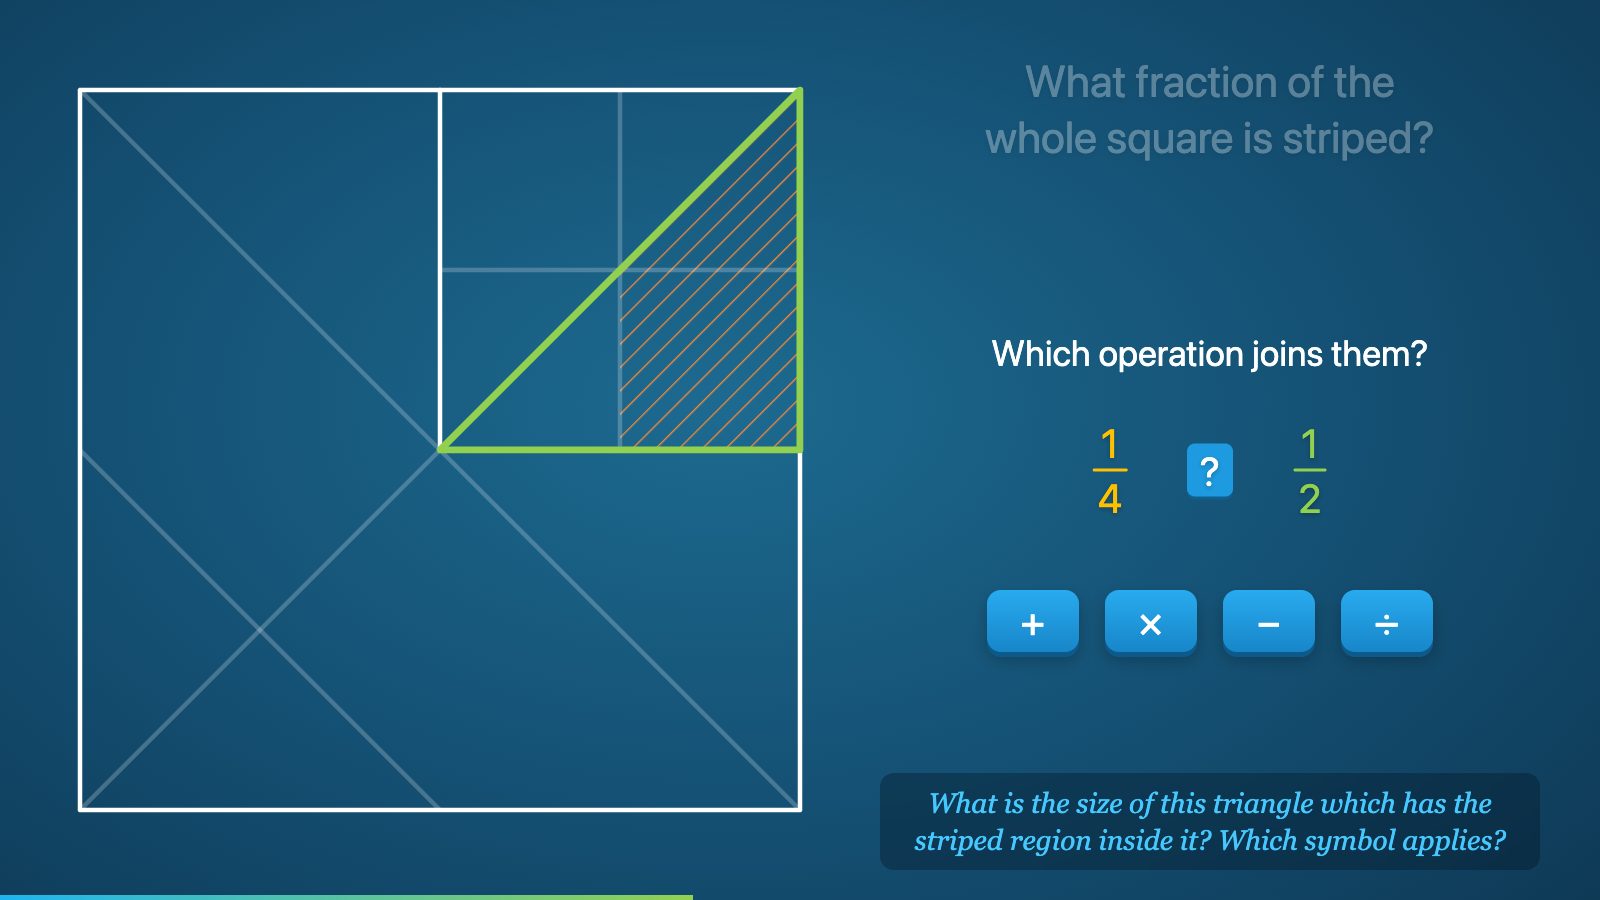 What fraction of the
whole square is striped?
Which operation joins them?
1
4
?
1
2
+ × − ÷
What is the size of this triangle which has the
striped region inside it? Which symbol applies?